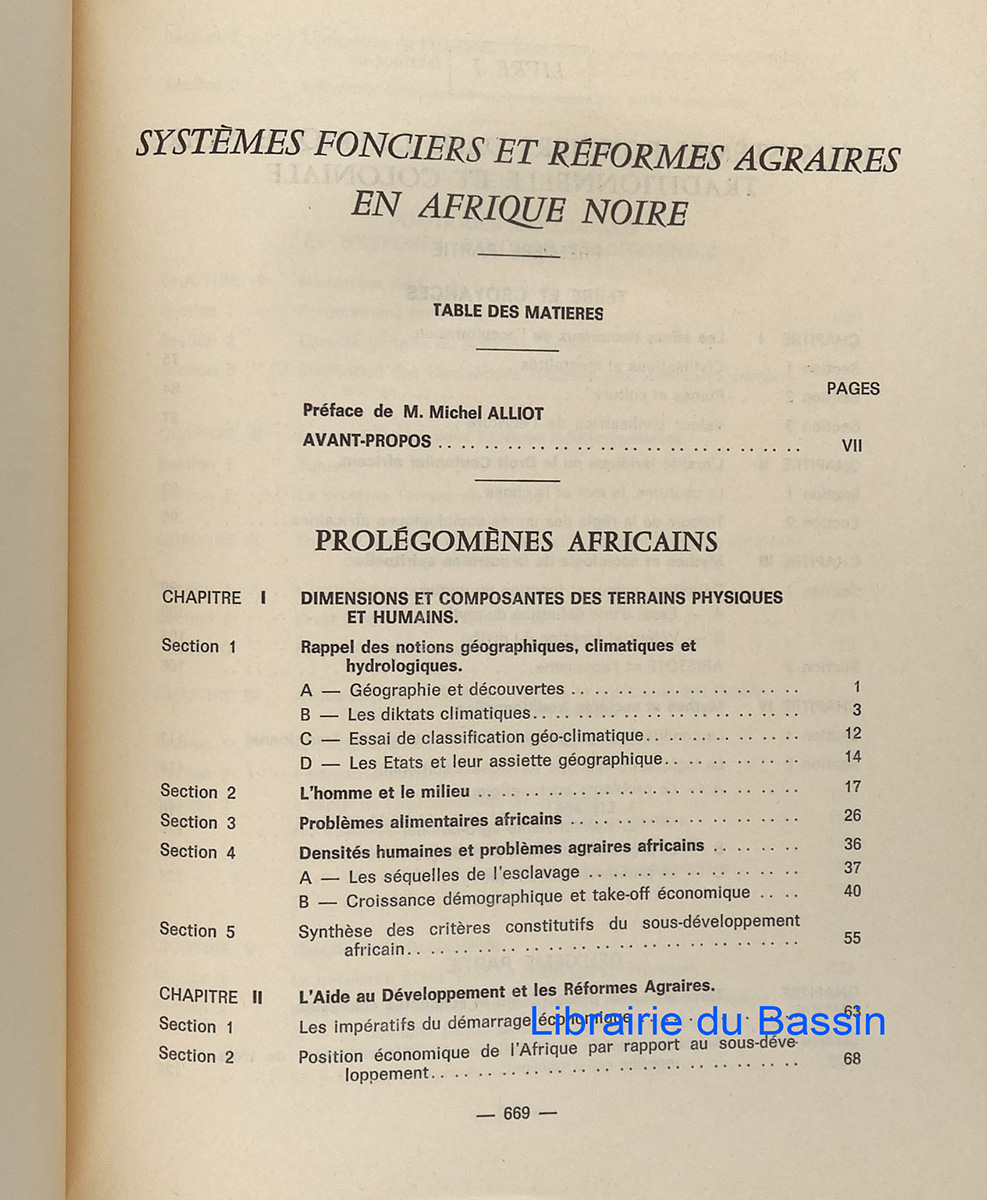 SYSTÈMES FONCIERS ET RÉFORMES AGRAIRES
EN AFRIQUE NOIRE
TABLE DES MATIERES
PAGES
Préface de M. Michel ALLIOT
AVANT-PROPOS .................................. VII
PROLÉGOMÈNES AFRICAINS
CHAPITRE I DIMENSIONS ET COMPOSANTES DES TERRAINS PHYSIQUES
ET HUMAINS.
Section 1 Rappel des notions géographiques, climatiques et
hydrologiques.
A — Géographie et découvertes ..................... 1
B — Les diktats climatiques......................... 3
C — Essai de classification géo-climatique.............. 12
D — Les Etats et leur assiette géographique............ 14
Section 2 L'homme et le milieu .............................. 17
Section 3 Problèmes alimentaires africains ..................... 26
Section 4 Densités humaines et problèmes agraires africains ........ 36
A — Les séquelles de l'esclavage .................... 37
B — Croissance démographique et take-off économique .... 40
Section 5 Synthèse des critères constitutifs du sous-développement
africain..................................... 55
CHAPITRE II L'Aide au Développement et les Réformes Agraires.
Section 1 Les impératifs du démarrage économique ............ 63
Librairie du Bassin
Section 2 Position économique de l'Afrique par rapport au sous-déve-
loppement................................... 68
— 669 —